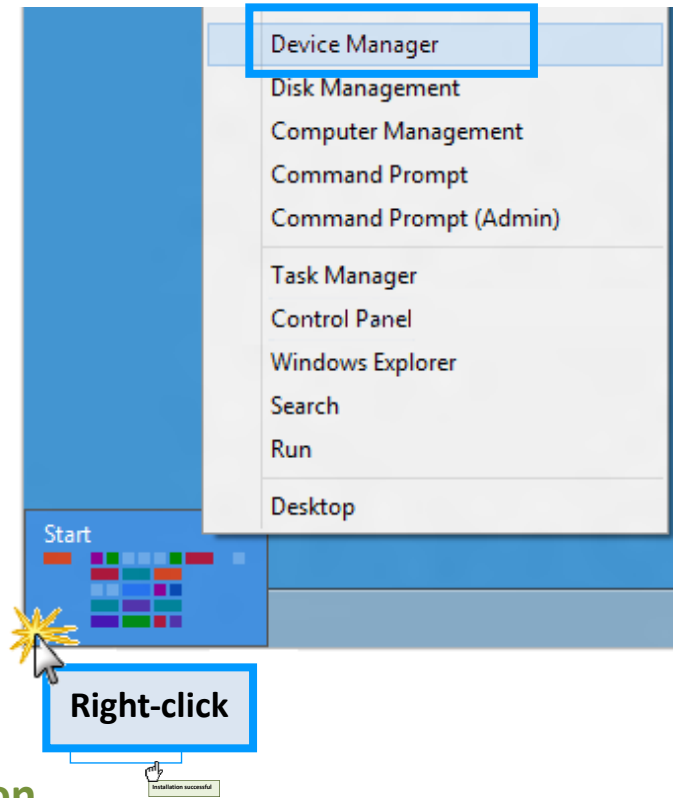 Device Manager
Disk Management
Computer Management
Command Prompt
Command Prompt (Admin)
Task Manager
Control Panel
Windows Explorer
Search
Run
Desktop
Start
Right-click
Installation successful